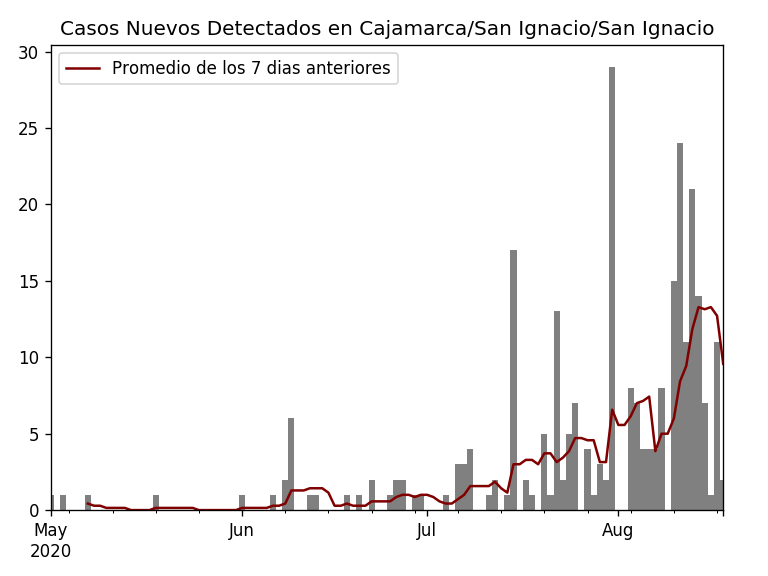 Casos Nuevos Detectados en Cajamarca/San Ignacio/San Ignacio
Promedio de los 7 dias anteriores
30
25
20
15
10
5
0
May
2020
Jun
Jul
Aug